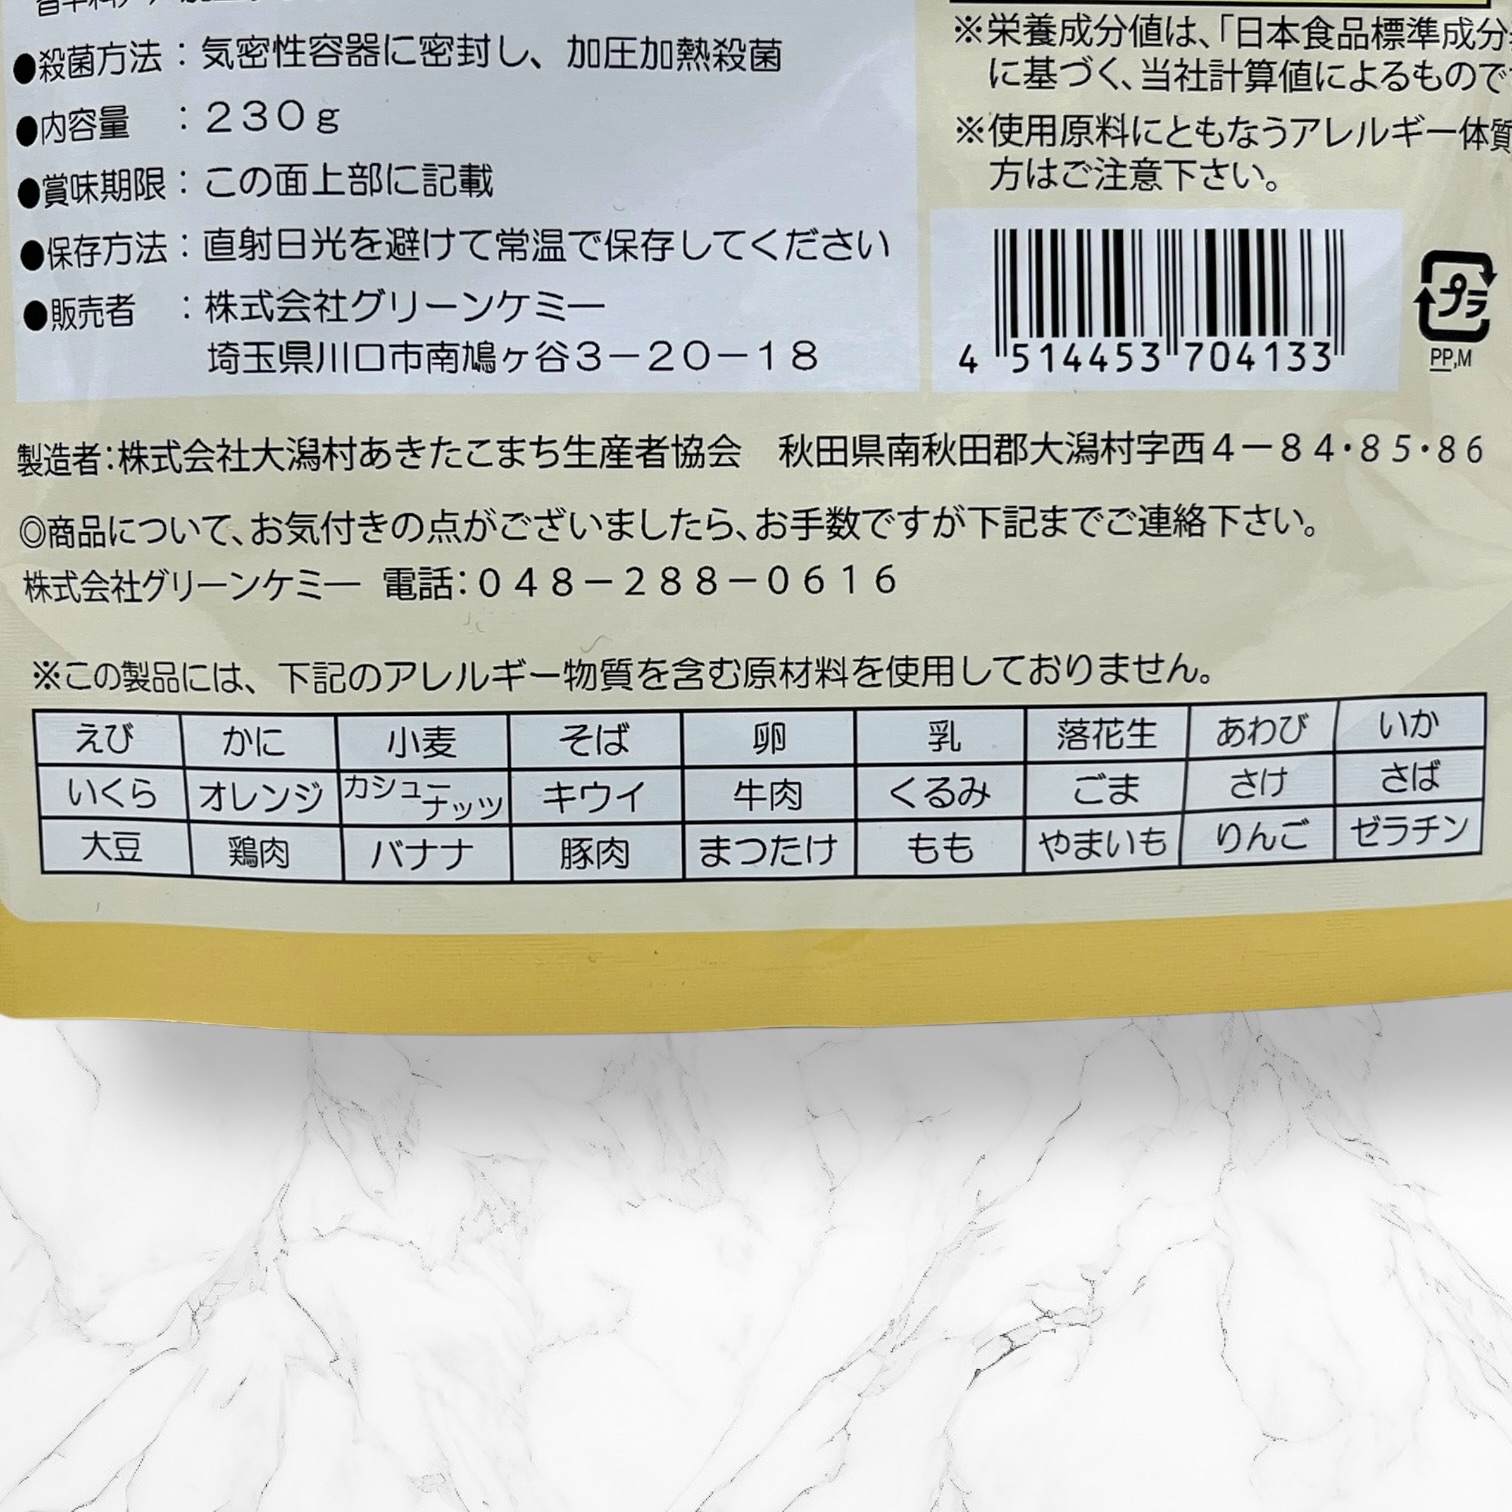 ●殺菌方法：気密性容器に密封し、加圧加熱殺菌
●内容量　：２３０ｇ
●賞味期限：この面上部に記載
●保存方法：直射日光を避けて常温で保存してください
●販売者　：株式会社グリーンケミー
埼玉県川口市南鳩ヶ谷３－２０－１８
※栄養成分値は、「日本食品標準成分
に基づく、当社計算値によるもので
※使用原料にともなうアレルギー体質
方はご注意下さい。
4 514453 704133
プラ
PP,M
製造者：株式会社大潟村あきたこまち生産者協会　秋田県南秋田郡大潟村字西４－８４・８５・８６
◎商品について、お気付きの点がございましたら、お手数ですが下記までご連絡下さい。
株式会社グリーンケミー　電話：０４８－２８８－０６１６
※この製品には、下記のアレルギー物質を含む原材料を使用しておりません。
えび かに 小麦 そば 卵 乳 落花生 あわび いか
いくら オレンジ カシューナッツ キウイ 牛肉 くるみ ごま さけ さば
大豆 鶏肉 バナナ 豚肉 まつたけ もも やまいも りんご ゼラチン